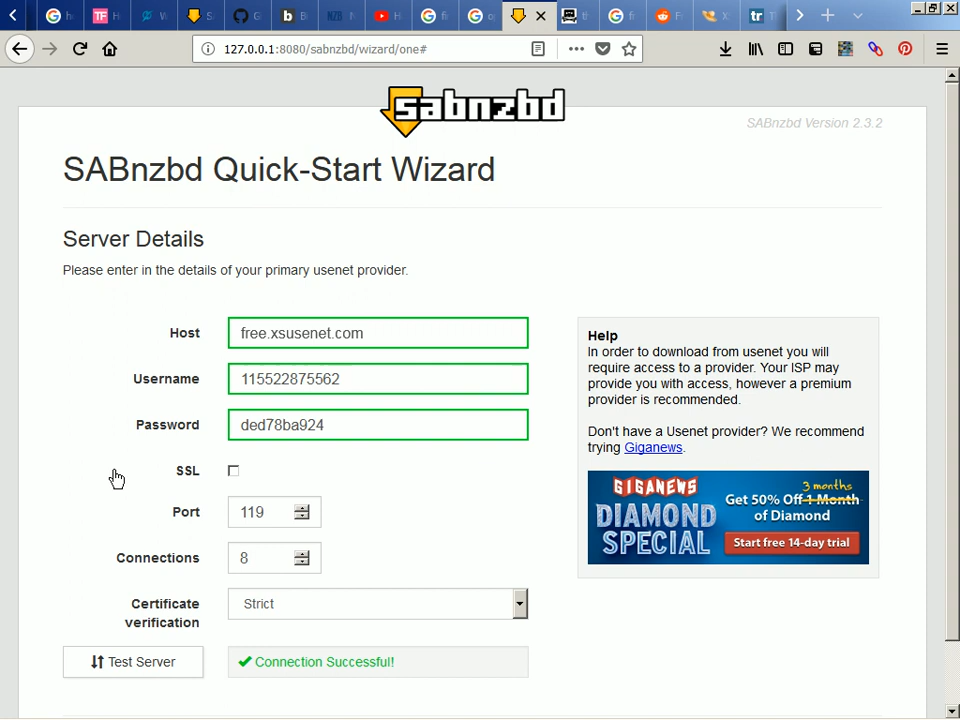 127.0.0.1:8080/sabnzbd/wizard/one#
sabnzbd
SABnzbd Version 2.3.2
SABnzbd Quick-Start Wizard
Server Details
Please enter in the details of your primary usenet provider.
Host
free.xsusenet.com
Username
115522875562
Password
ded78ba924
SSL
Port
119
Connections
8
Certificate
verification
Strict
Test Server
Connection Successful!
Help
In order to download from usenet you will
require access to a provider. Your ISP may
provide you with access, however a premium
provider is recommended.
Don't have a Usenet provider? We recommend
trying Giganews.
GIGANEWS
DIAMOND
SPECIAL
3 months
Get 50% Off 1 Month
of Diamond
Start free 14-day trial